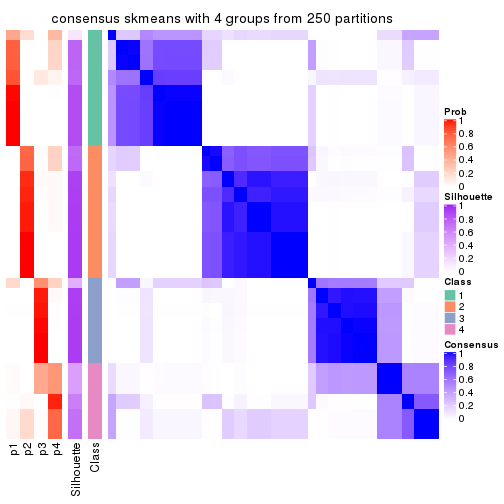 consensus skmeans with 4 groups from 250 partitions
Prob
1
0.8
0.6
0.4
0.2
0
Silhouette
1
0.8
0.6
0.4
0.2
0
Class
1
2
3
4
Consensus
1
0.8
0.6
0.4
0.2
0
p1
p2
p3
p4
Silhouette
Class